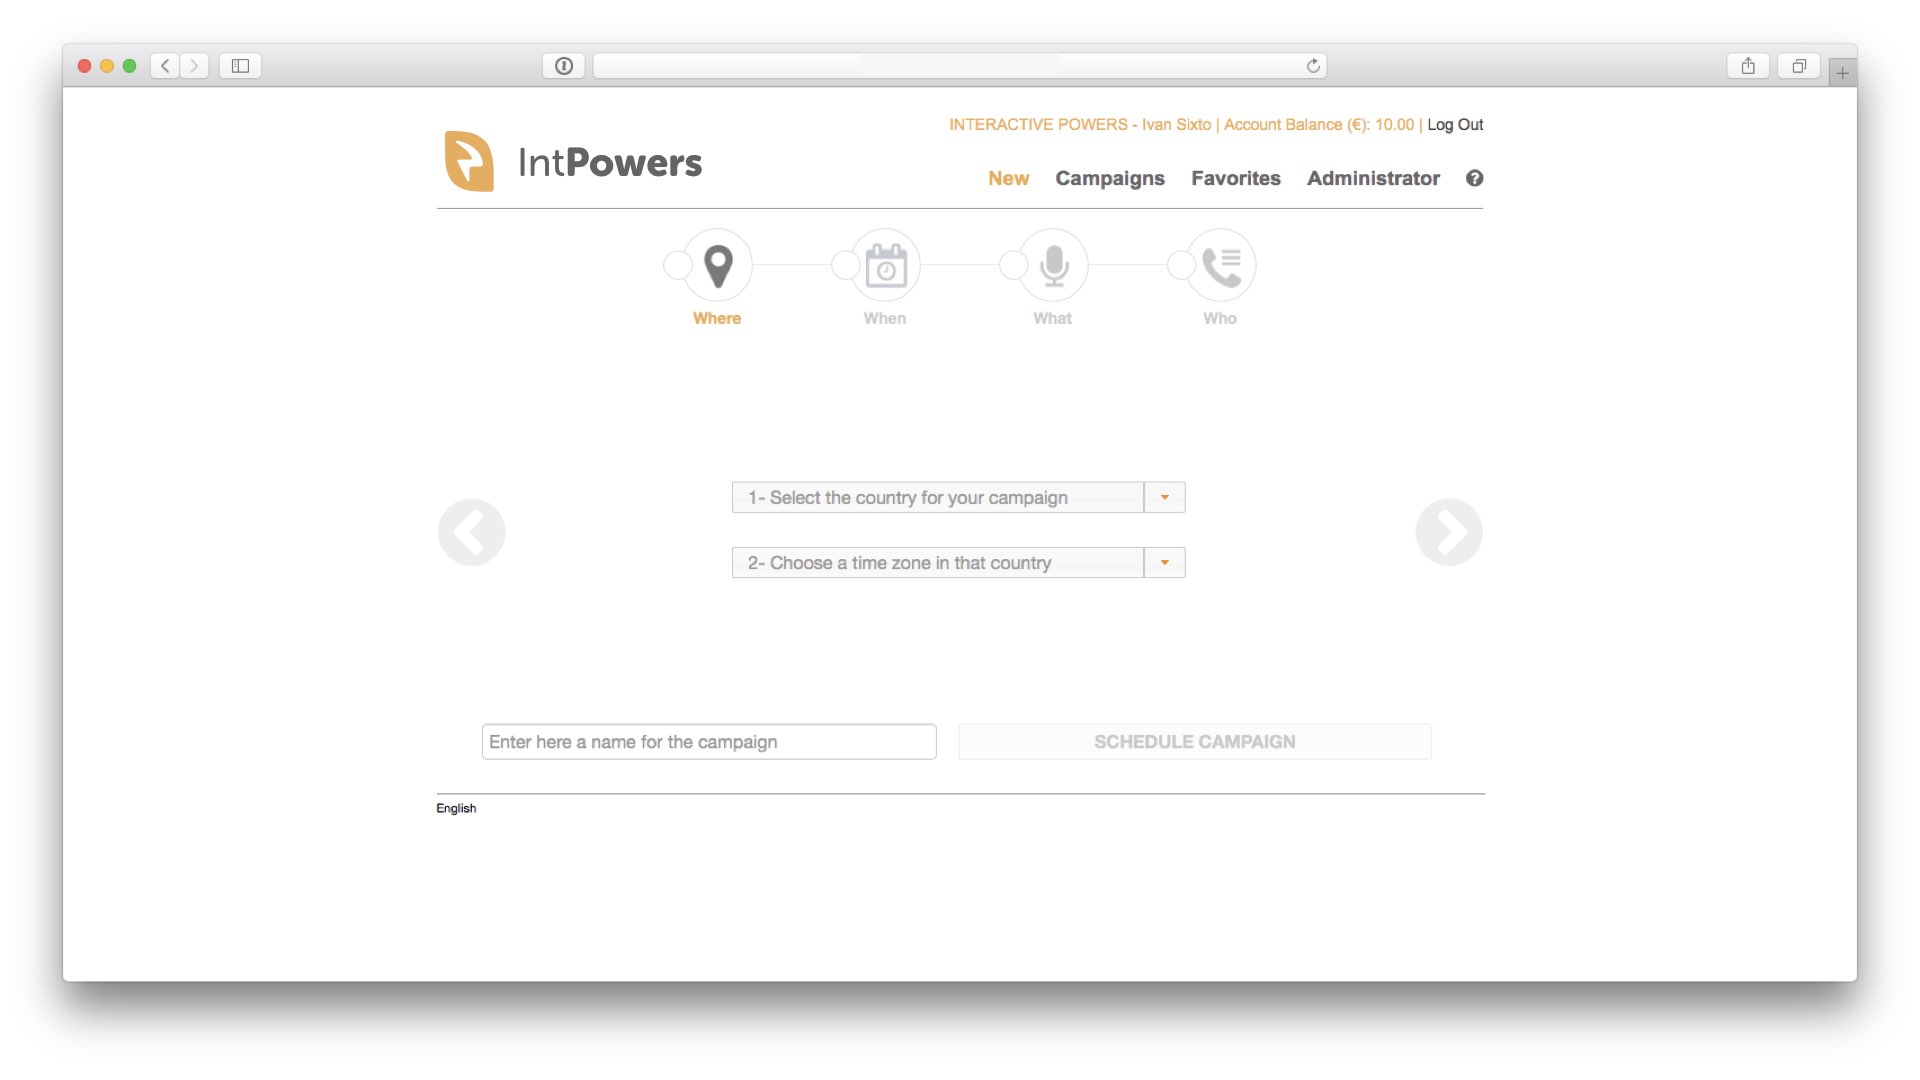 INTERACTIVE POWERS - Ivan Sixto | Account Balance (€): 10.00 | Log Out
IntPowers
New Campaigns Favorites Administrator ?
Where When What Who
1- Select the country for your campaign
2- Choose a time zone in that country
Enter here a name for the campaign SCHEDULE CAMPAIGN
English